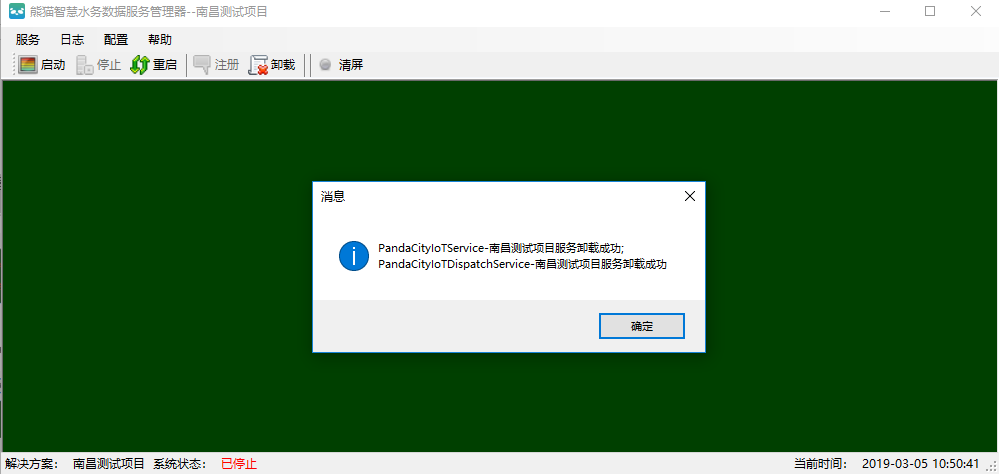 熊猫智慧水务数据服务管理器--南昌测试项目
服务 日志 配置 帮助
启动 停止 重启 注册 卸载 清屏
消息
PandaCityIoTService-南昌测试项目服务卸载成功;
PandaCityIoTDispatchService-南昌测试项目服务卸载成功
确定
解决方案： 南昌测试项目 系统状态： 已停止 当前时间： 2019-03-05 10:50:41